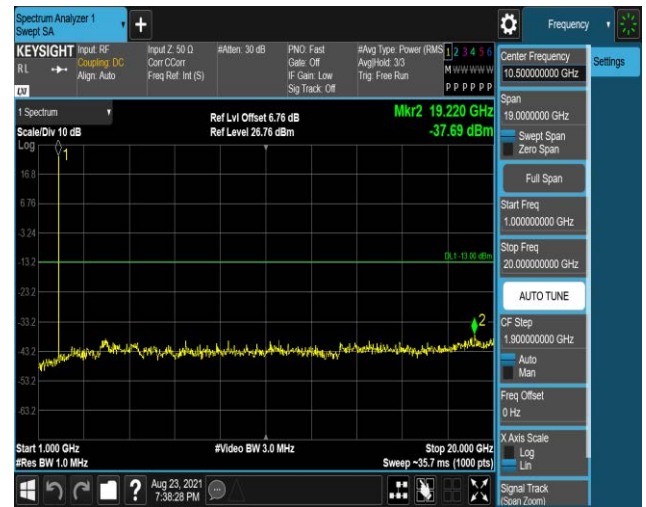 Spectrum Analyzer 1
Swept SA
Frequency
KEYSIGHT
RL
Input: RF
Coupling: DC
Align: Auto
Input Z: 50 Ω
Corr CCorr
Freq Ref: Int (S)
#Atten: 30 dB
PNO: Fast
Gate: Off
IF Gain: Low
Sig Track: Off
#Avg Type: Power (RMS
Avg|Hold: 3/3
Trig: Free Run
1 2 3 4 5 6
M W W W W W
P P P P P P
Center Frequency
10.500000000 GHz
Settings
Span
19.0000000 GHz
Swept Span
Zero Span
Full Span
Start Freq
1.000000000 GHz
Stop Freq
20.000000000 GHz
AUTO TUNE
CF Step
1.900000000 GHz
Auto
Man
Freq Offset
0 Hz
X Axis Scale
Log
Lin
Signal Track
(Span Zoom)
1 Spectrum
Scale/Div 10 dB
Ref Lvl Offset 6.76 dB
Ref Level 26.76 dBm
Mkr2 19.220 GHz
-37.69 dBm
Log
1
16.8
6.76
-3.24
-13.2
DL1 -13.00 dBm
-23.2
-33.2
2
-43.2
-53.2
-63.2
Start 1.000 GHz
#Video BW 3.0 MHz
Stop 20.000 GHz
#Res BW 1.0 MHz
Sweep ~35.7 ms (1000 pts)
Aug 23, 2021
7:38:28 PM